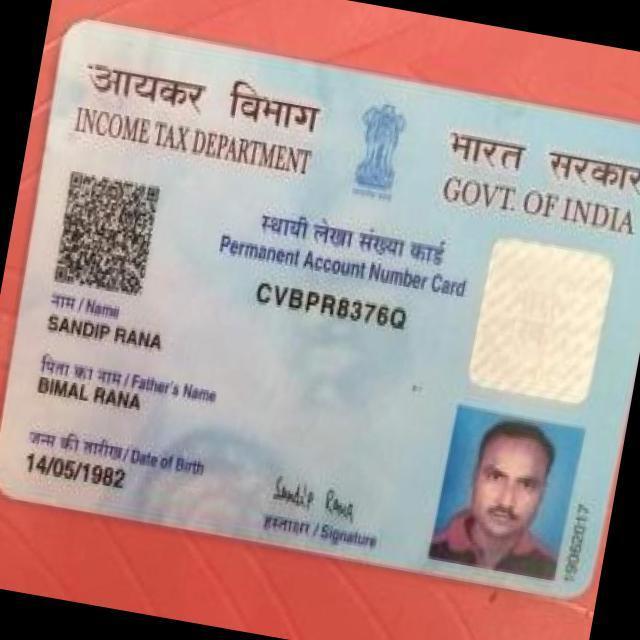 आयकर विभाग
INCOME TAX DEPARTMENT
भारत सरकार
GOVT. OF INDIA
स्थायी लेखा संख्या कार्ड
Permanent Account Number Card
CVBPR8376Q
नाम / Name
SANDIP RANA
पिता का नाम / Father's Name
BIMAL RANA
जन्म की तारीख / Date of Birth
14/05/1982
Sandip Rana
हस्ताक्षर / Signature